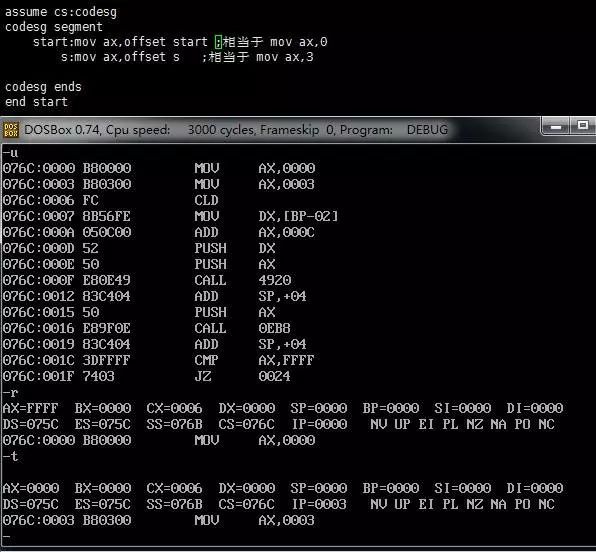 assume cs:codesg
codesg segment
start:mov ax,offset start ;相当于 mov ax,0
s:mov ax,offset s ;相当于 mov ax,3
codesg ends
end start
DOS BOX DOSBox 0.74, Cpu speed: 3000 cycles, Frameskip 0, Program: DEBUG
-u
076C:0000 B80000 MOV AX,0000
076C:0003 B80300 MOV AX,0003
076C:0006 FC CLD
076C:0007 8B56FE MOV DX,[BP-02]
076C:000A 050C00 ADD AX,000C
076C:000D 52 PUSH DX
076C:000E 50 PUSH AX
076C:000F E80E49 CALL 4920
076C:0012 83C404 ADD SP,+04
076C:0015 50 PUSH AX
076C:0016 E89F0E CALL 0EB8
076C:0019 83C404 ADD SP,+04
076C:001C 3DFFFF CMP AX,FFFF
076C:001F 7403 JZ 0024
-r
AX=FFFF BX=0000 CX=0006 DX=0000 SP=0000 BP=0000 SI=0000 DI=0000
DS=075C ES=075C SS=076B CS=076C IP=0000 NV UP EI PL NZ NA PO NC
076C:0000 B80000 MOV AX,0000
-t
AX=0000 BX=0000 CX=0006 DX=0000 SP=0000 BP=0000 SI=0000 DI=0000
DS=075C ES=075C SS=076B CS=076C IP=0003 NV UP EI PL NZ NA PO NC
076C:0003 B80300 MOV AX,0003
-